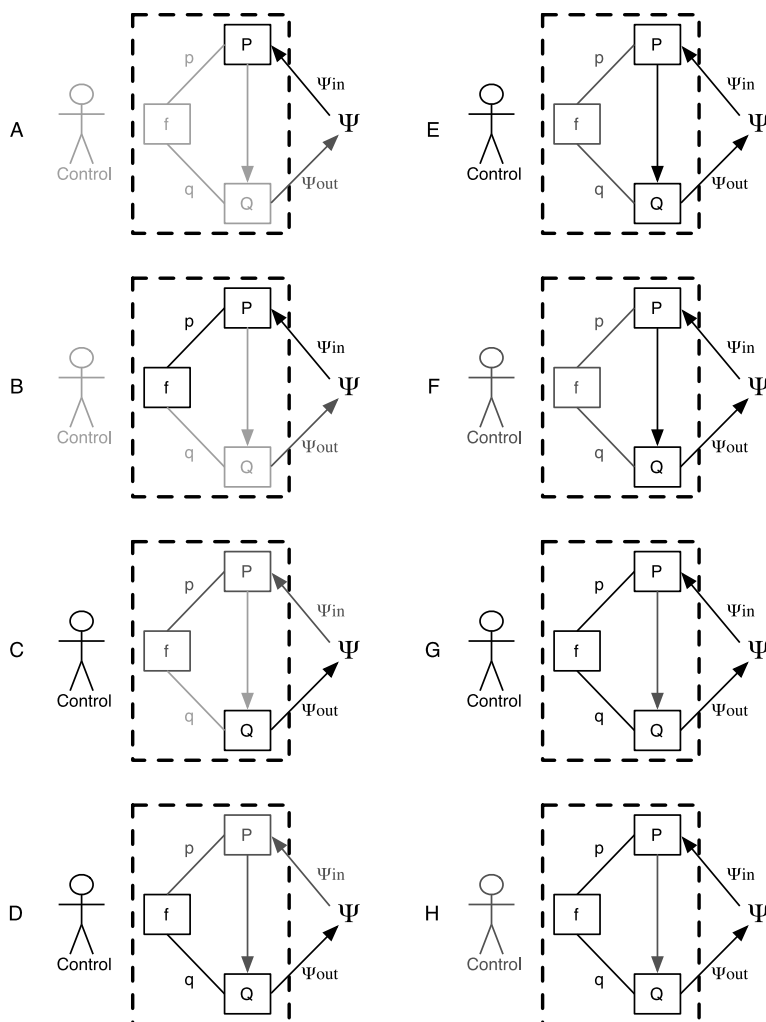 P
p
Ψin
A
f
Ψ
Control
q
Ψout
Q
P
p
Ψin
B
f
Ψ
Control
q
Ψout
Q
P
p
Ψin
C
f
Ψ
Control
q
Ψout
Q
P
p
Ψin
D
f
Ψ
Control
q
Ψout
Q
P
p
Ψin
E
f
Ψ
Control
q
Ψout
Q
P
p
Ψin
F
f
Ψ
Control
q
Ψout
Q
P
p
Ψin
G
f
Ψ
Control
q
Ψout
Q
P
p
Ψin
H
f
Ψ
Control
q
Ψout
Q